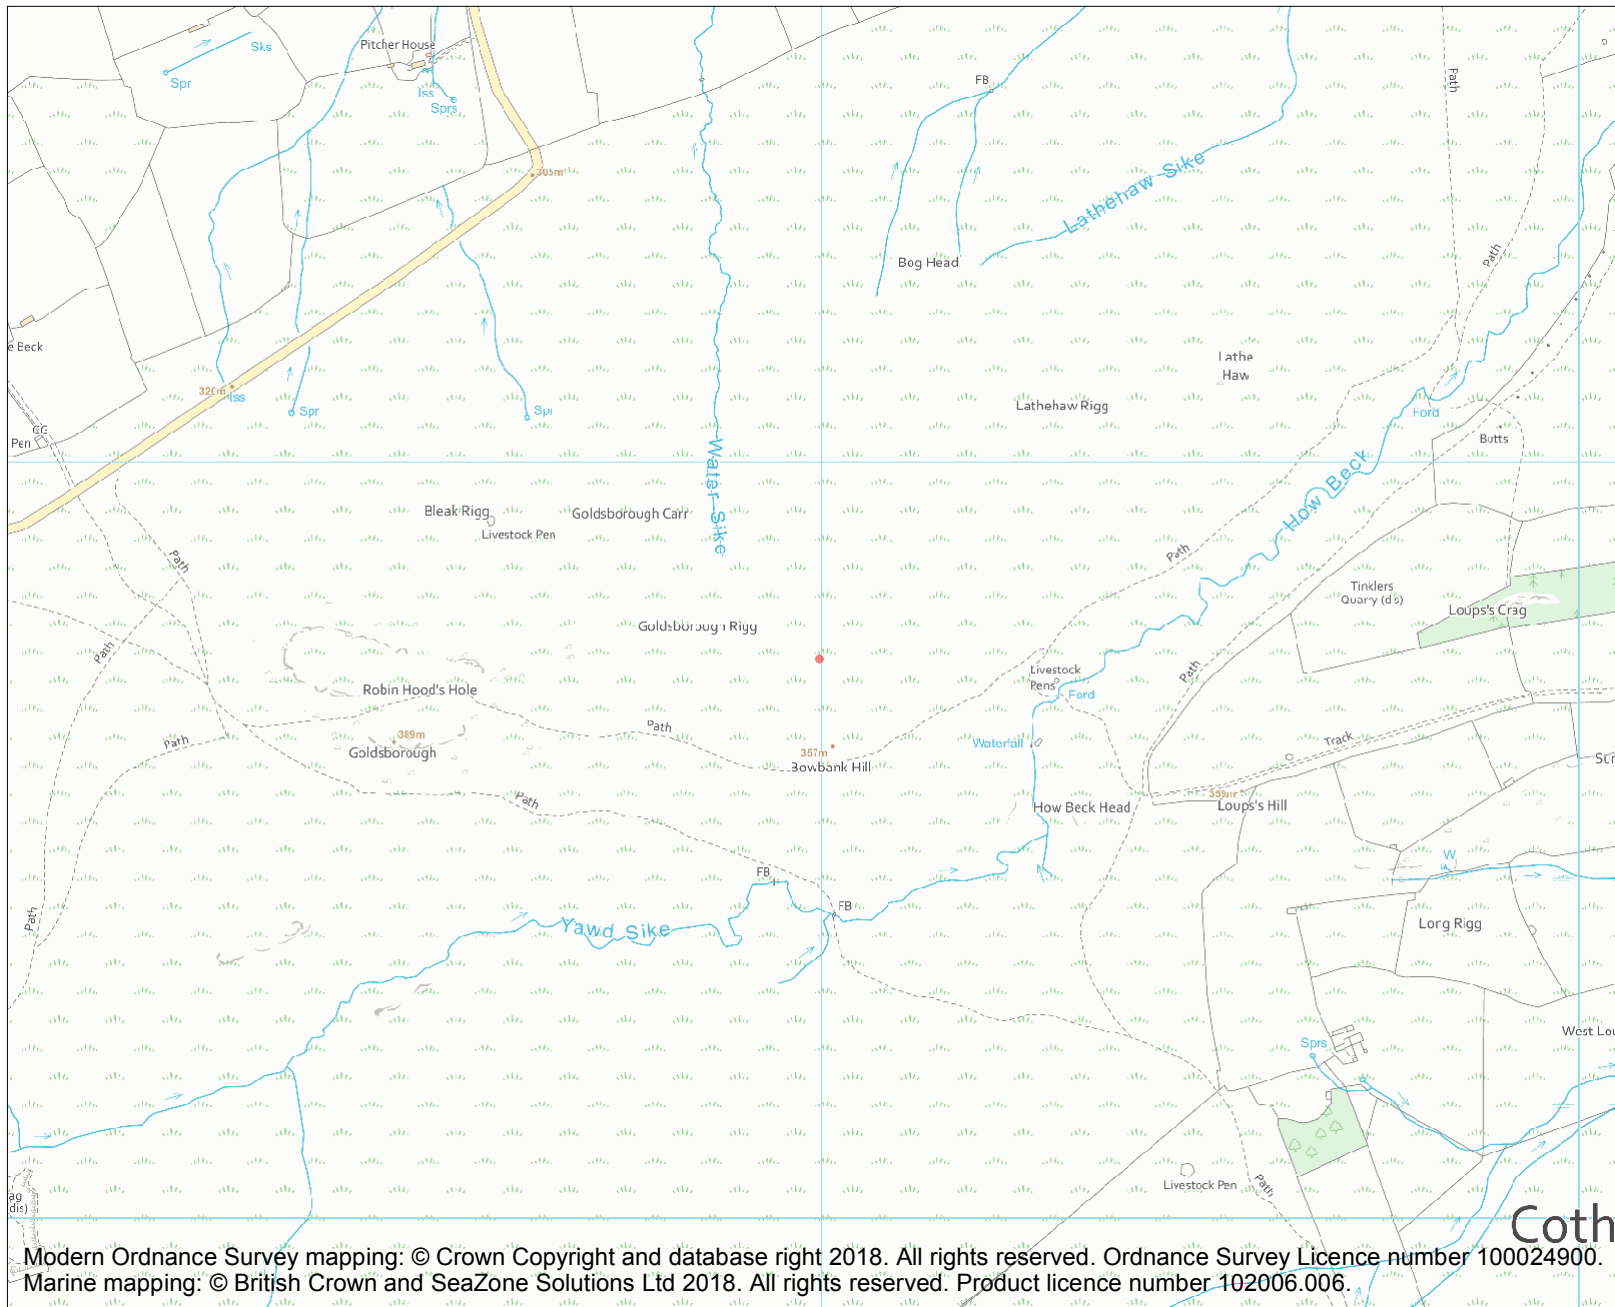 Pitcher House
Sks
Spr
Iss
Sprs
FB
Path
305m
Lathehaw Sike
Path
Bog Head
e Beck
Lathe
Haw
320m
Iss
Spr
Lathehaw Rigg
Ford
CG
Pen
Butts
Water Sike
How Beck
Bleak Rigg
Goldsborough Carr
Livestock Pen
Path
Path
Tinklers
Quarry (dis)
Loups's Crag
Goldsborough Rigg
Path
Livestock
Pens
Ford
Path
Robin Hood's Hole
Path
Path
389m
Goldsborough
Waterfall
Track
357m
Bowbank Hill
Path
How Beck Head
359m
Loups's Hill
W
FB
FB
Path
Yawd Sike
Long Rigg
West Lou
Sprs
Livestock Pen
Path
ag
(dis)
Coth
Modern Ordnance Survey mapping: © Crown Copyright and database right 2018. All rights reserved. Ordnance Survey Licence number 100024900.
Marine mapping: © British Crown and SeaZone Solutions Ltd 2018. All rights reserved. Product licence number 102006.006.